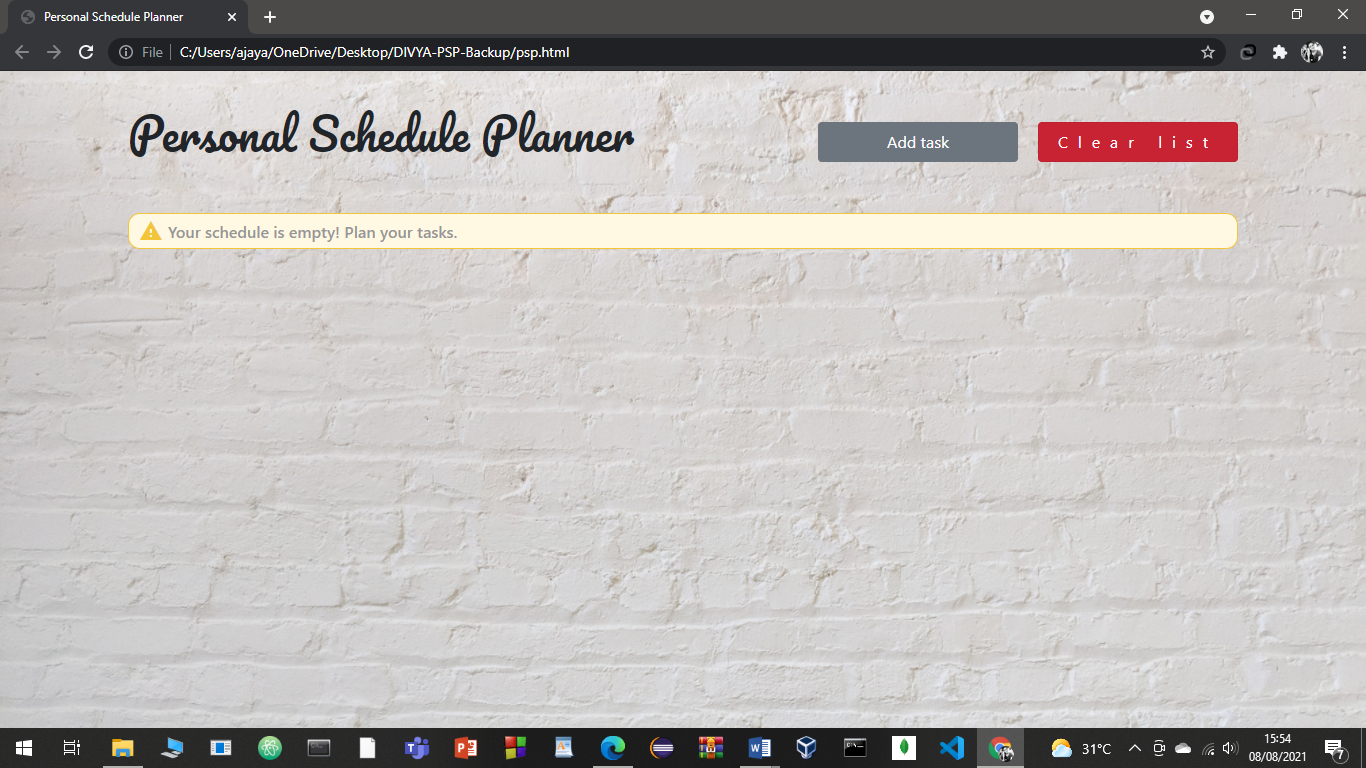 Personal Schedule Planner
File
C:/Users/ajaya/OneDrive/Desktop/DIVYA-PSP-Backup/psp.html
Personal Schedule Planner
Add task
Clear list
Your schedule is empty! Plan your tasks.
31°C
15:54
08/08/2021
7